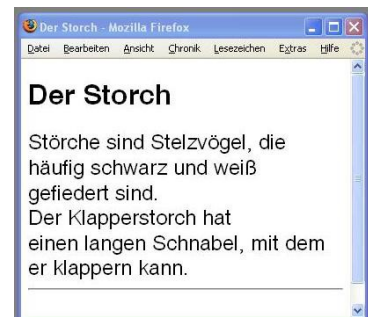 Der Storch - Mozilla Firefox
Datei Bearbeiten Ansicht Chronik Lesezeichen Extras Hilfe
Der Storch
Störche sind Stelzvögel, die
häufig schwarz und weiß
gefiedert sind.
Der Klapperstorch hat
einen langen Schnabel, mit dem
er klappern kann.